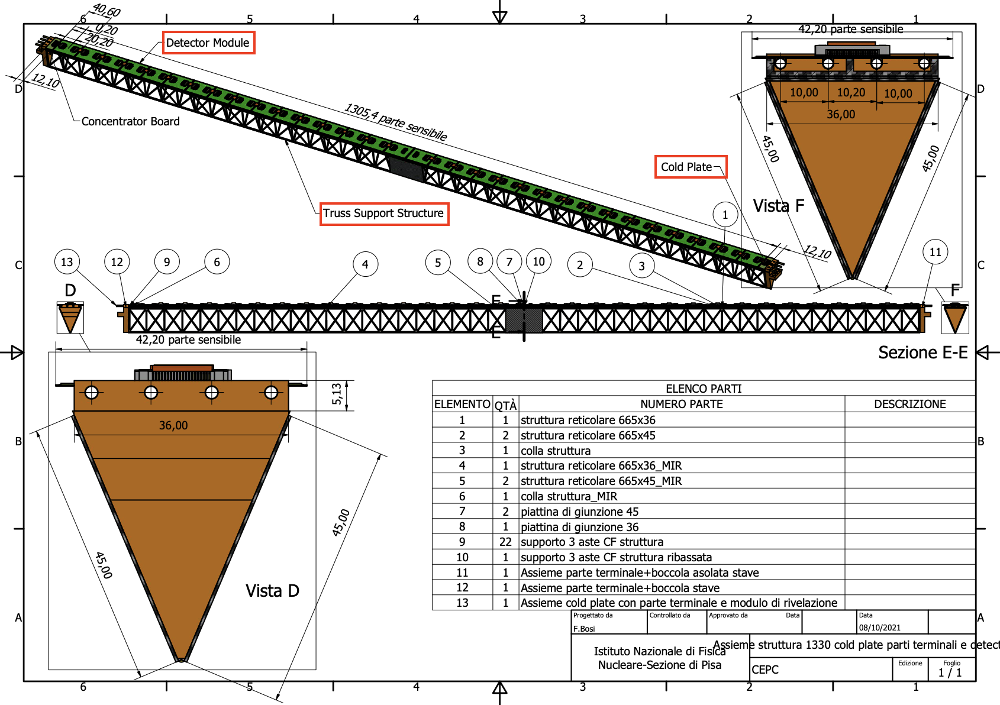 6 5 4 3 2 1
40,60
0,20
20,20
Detector Module
12,10
D
Concentrator Board
1305,4 parte sensibile
Truss Support Structure
Cold Plate
12,10
42,20 parte sensibile
10,00 10,20 10,00
36,00
45,00
45,00
Vista F
D
C
13 12 9 6 4 5 8 7 10 2 3 1 11
C
D
E
E
F
Sezione E-E
42,20 parte sensibile
5,13
36,00
45,00
45,00
Vista D
B
A
ELENCO PARTI
ELEMENTO QTÀ NUMERO PARTE DESCRIZIONE
1 1 struttura reticolare 665x36
2 2 struttura reticolare 665x45
3 1 colla struttura
4 1 struttura reticolare 665x36_MIR
5 2 struttura reticolare 665x45_MIR
6 1 colla struttura_MIR
7 2 piattina di giunzione 45
8 1 piattina di giunzione 36
9 22 supporto 3 aste CF struttura
10 1 supporto 3 aste CF struttura ribassata
11 1 Assieme parte terminale+boccola asolata stave
12 1 Assieme parte terminale+boccola stave
13 1 Assieme cold plate con parte terminale e modulo di rivelazione
B
A
Progettato da
F.Bosi
Controllato da
Approvato da Data
Data
08/10/2021
Istituto Nazionale di Fisica
Nucleare-Sezione di Pisa
Assieme struttura 1330 cold plate parti terminali e detect
CEPC
Edizione
Foglio
1 / 1
6 5 4 3 2 1